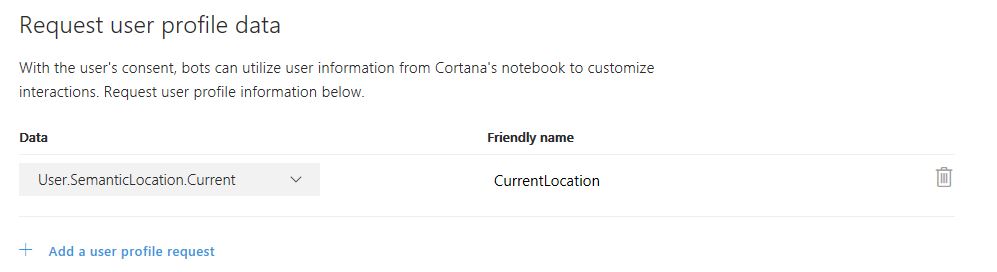 Request user profile data
With the user's consent, bots can utilize user information from Cortana's notebook to customize
interactions. Request user profile information below.
Data Friendly name
User.SemanticLocation.Current CurrentLocation
Add a user profile request